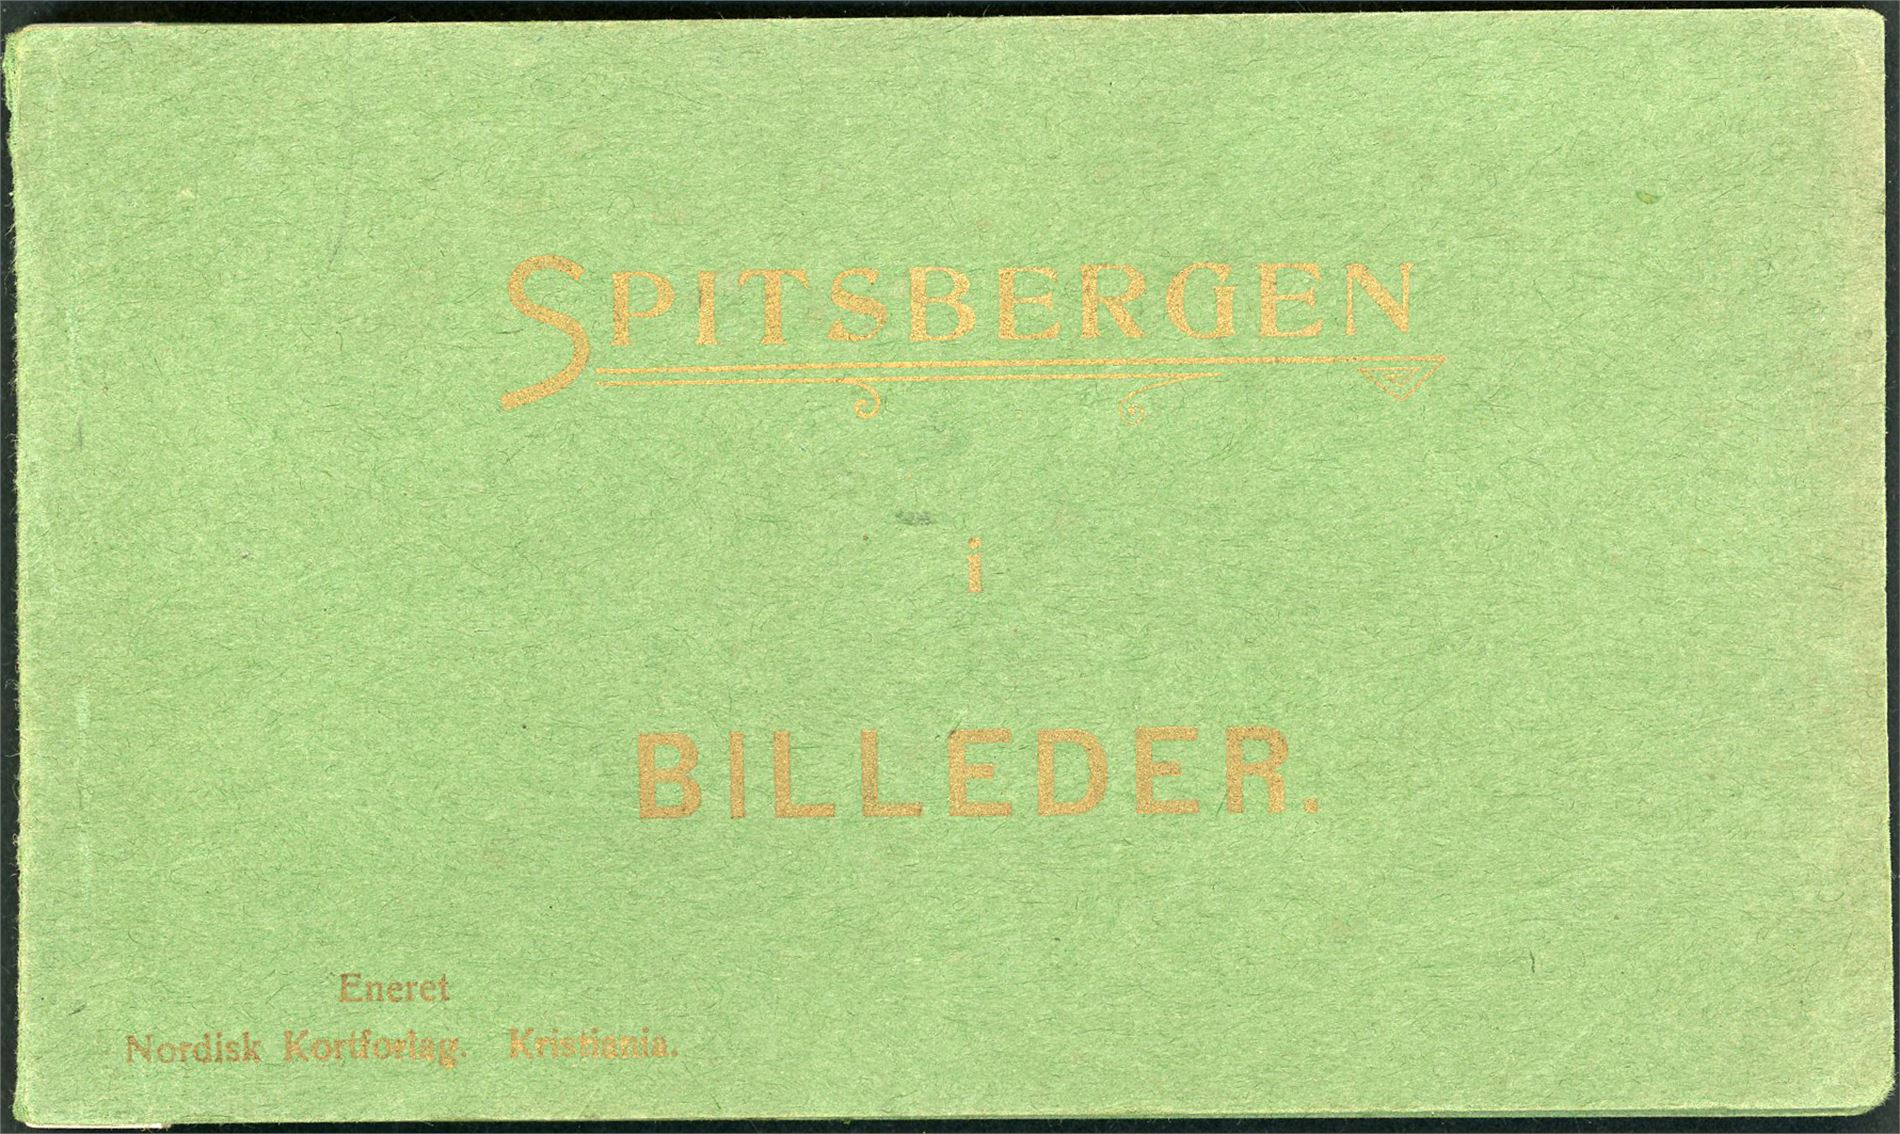 SPITSBERGEN
i
BILLEDER.
Eneret
Nordisk Kortforlag. Kristiania.